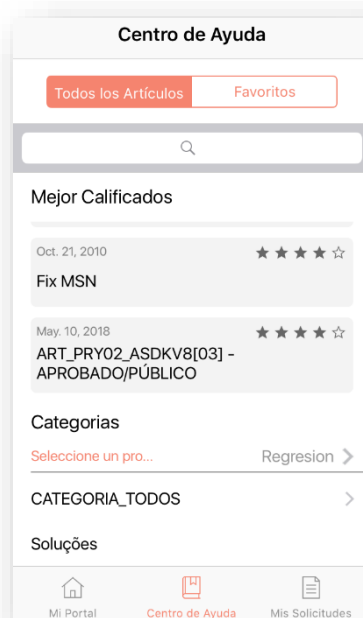 Centro de Ayuda
Todos los Artículos Favoritos
Mejor Calificados
Oct. 21, 2010
Fix MSN
May. 10, 2018
ART_PRY02_ASDKV8[03] -
APROBADO/PÚBLICO
Categorias
Seleccione un pro... Regresion
CATEGORIA_TODOS
Soluções
Mi Portal Centro de Ayuda Mis Solicitudes